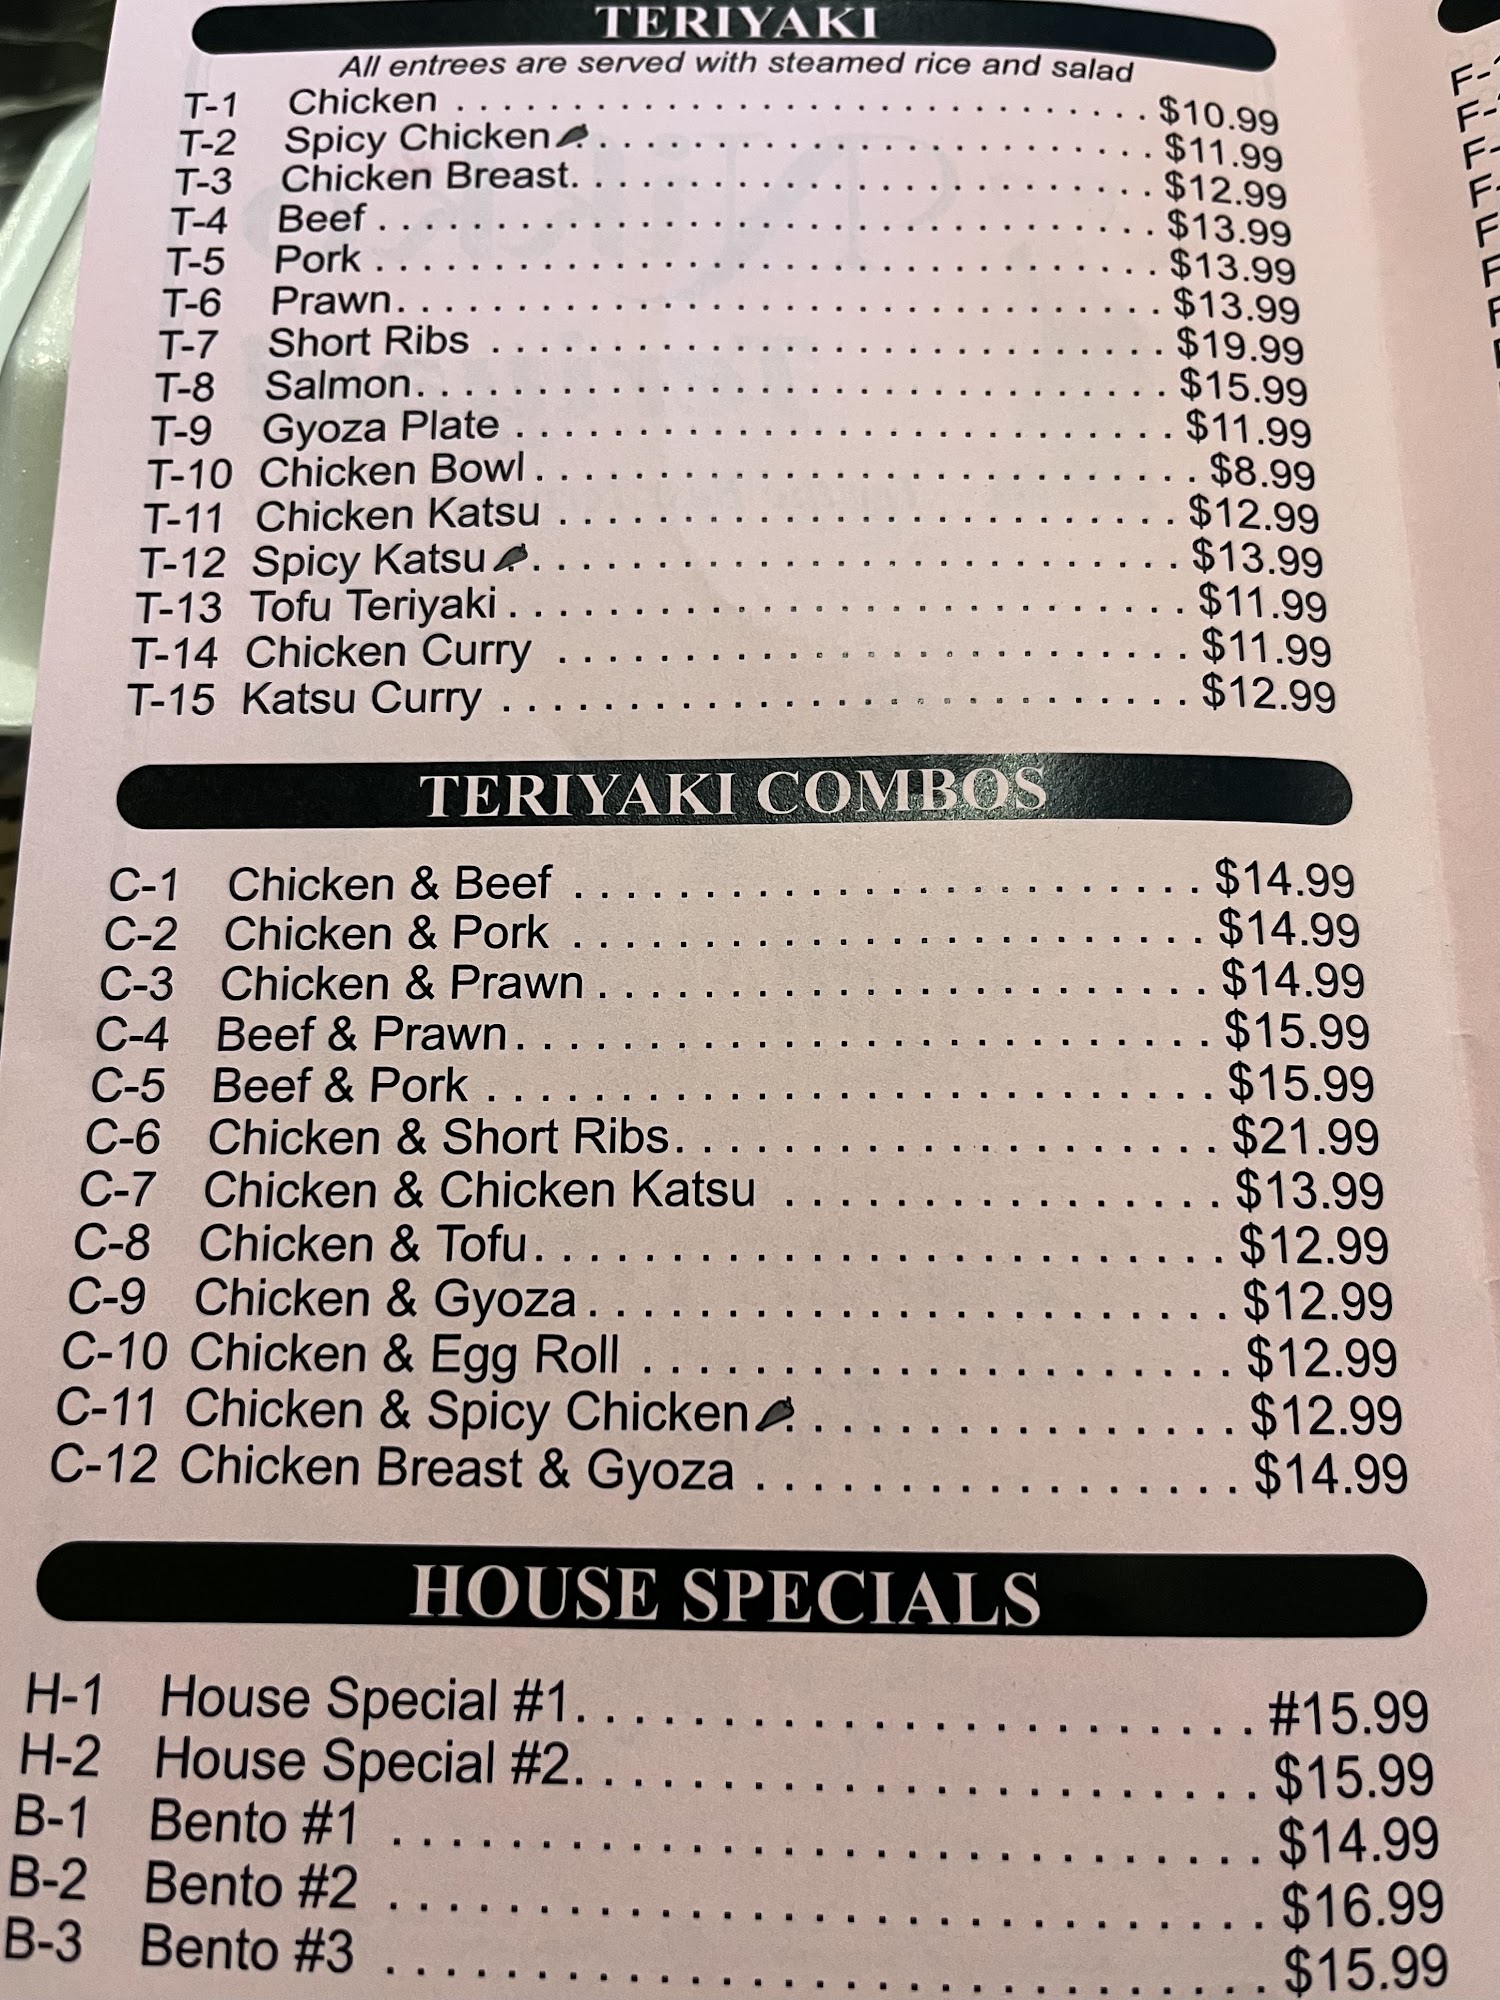 TERIYAKI
All entrees are served with steamed rice and salad
T-1 Chicken $10.99
T-2 Spicy Chicken $11.99
T-3 Chicken Breast $12.99
T-4 Beef $13.99
T-5 Pork $13.99
T-6 Prawn $13.99
T-7 Short Ribs $19.99
T-8 Salmon $15.99
T-9 Gyoza Plate $11.99
T-10 Chicken Bowl $8.99
T-11 Chicken Katsu $12.99
T-12 Spicy Katsu $13.99
T-13 Tofu Teriyaki $11.99
T-14 Chicken Curry $11.99
T-15 Katsu Curry $12.99
TERIYAKI COMBOS
C-1 Chicken & Beef $14.99
C-2 Chicken & Pork $14.99
C-3 Chicken & Prawn $14.99
C-4 Beef & Prawn $15.99
C-5 Beef & Pork $15.99
C-6 Chicken & Short Ribs $21.99
C-7 Chicken & Chicken Katsu $13.99
C-8 Chicken & Tofu $12.99
C-9 Chicken & Gyoza $12.99
C-10 Chicken & Egg Roll $12.99
C-11 Chicken & Spicy Chicken $12.99
C-12 Chicken Breast & Gyoza $14.99
HOUSE SPECIALS
H-1 House Special #1 #15.99
H-2 House Special #2 $15.99
B-1 Bento #1 $14.99
B-2 Bento #2 $16.99
B-3 Bento #3 $15.99